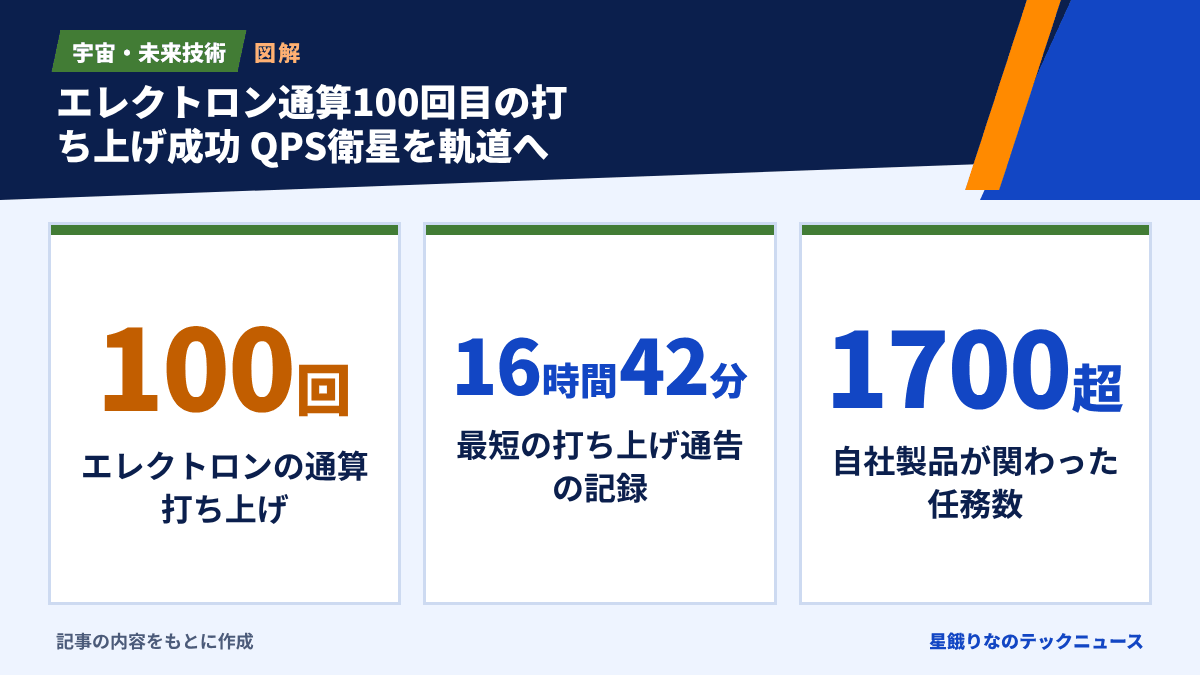 宇宙・未来技術 図解
エレクトロン通算100回目の打
ち上げ成功 QPS衛星を軌道へ
100回
エレクトロンの通算
打ち上げ
16時間42分
最短の打ち上げ通告
の記録
1700超
自社製品が関わった
任務数
記事の内容をもとに作成
星餓りなのテックニュース